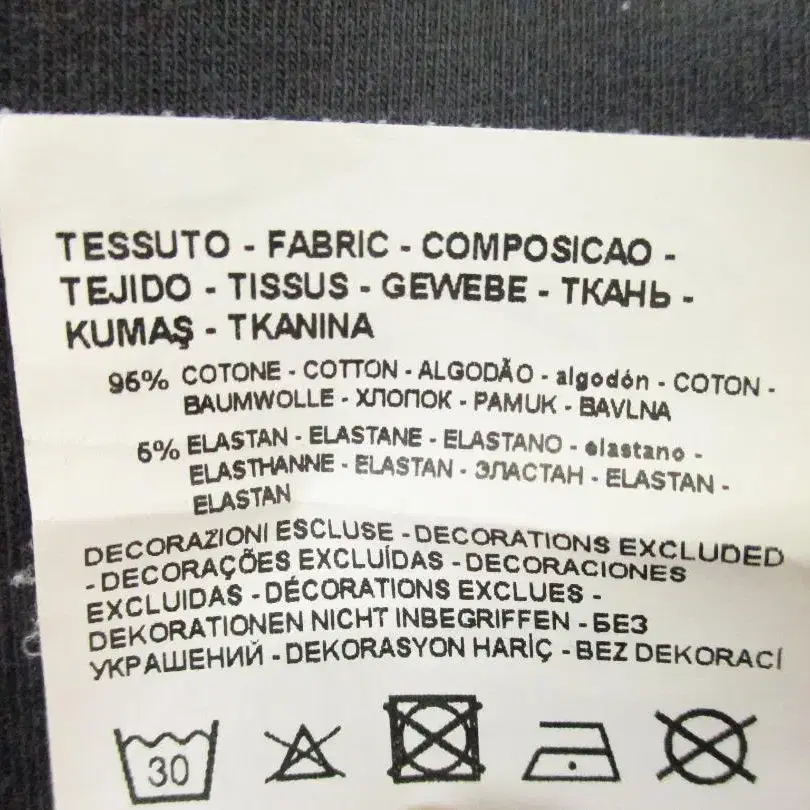 TESSUTO - FABRIC - COMPOSICAO -
TEJIDO - TISSUS - GEWEBE - ТКАНЬ -
KUMAŞ - TKANINA
95% COTONE - COTTON - ALGODÃO - algodón - COTON -
BAUMWOLLE - ХЛОПОК - PAMUK - BAVLNA
5% ELASTAN - ELASTANE - ELASTANO - elastano -
ELASTHANNE - ELASTAN - ЭЛАСТАН - ELASTAN -
ELASTAN
DECORAZIONI ESCLUSE - DECORATIONS EXCLUDED
- DECORAÇÕES EXCLUÍDAS - DECORACIONES
EXCLUIDAS - DÉCORATIONS EXCLUES -
DEKORATIONEN NICHT INBEGRIFFEN - БЕЗ
УКРАШЕНИЙ - DEKORASYON HARİÇ - BEZ DEKORACÍ
30